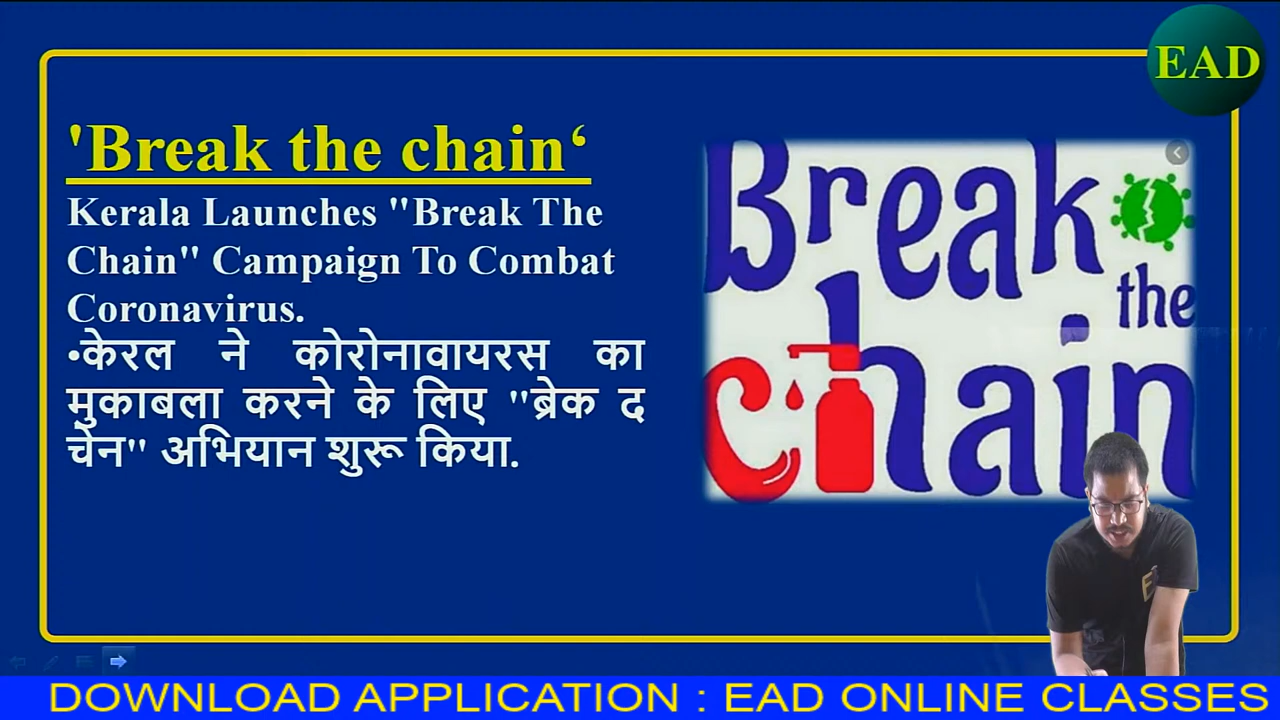 EAD
'Break the chain‘
Kerala Launches "Break The
Chain" Campaign To Combat
Coronavirus.
•केरल ने कोरोनावायरस का
मुकाबला करने के लिए "ब्रेक द
चेन" अभियान शुरू किया.
Break
the
chain
DOWNLOAD APPLICATION : EAD ONLINE CLASSES